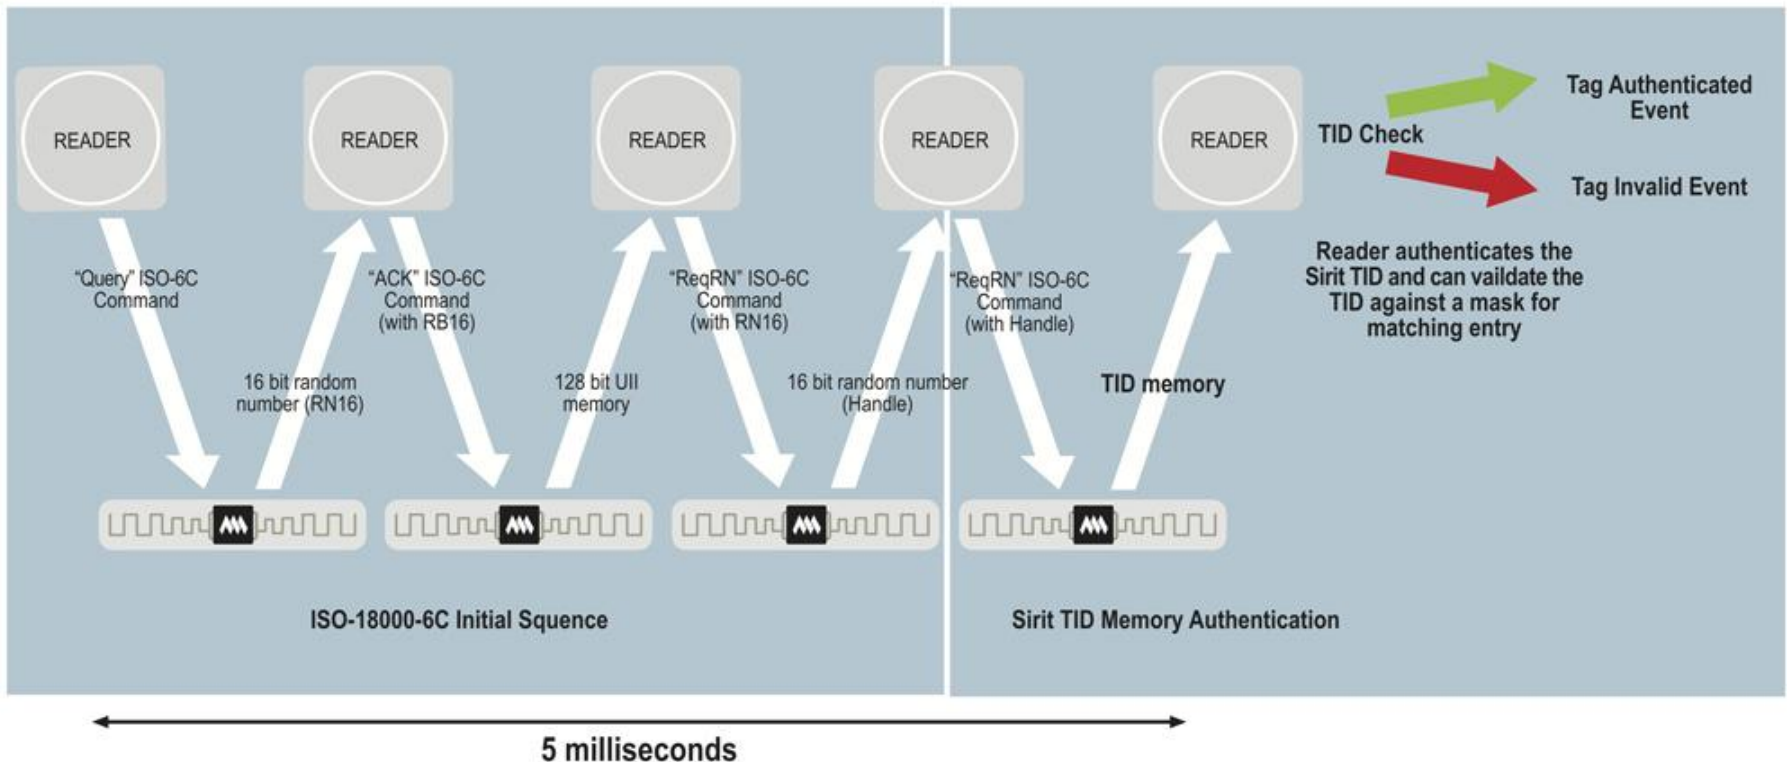 READER
READER
READER
READER
READER
TID Check
Tag Authenticated
Event
Tag Invalid Event
Reader authenticates the
Sirit TID and can vaildate the
TID against a mask for
matching entry
“Query” ISO-6C
Command
16 bit random
number (RN16)
“ACK” ISO-6C
Command
(with RB16)
128 bit UII
memory
“ReqRN” ISO-6C
Command
(with RN16)
16 bit random number
(Handle)
“ReqRN” ISO-6C
Command
(with Handle)
TID memory
ISO-18000-6C Initial Squence
Sirit TID Memory Authentication
5 milliseconds